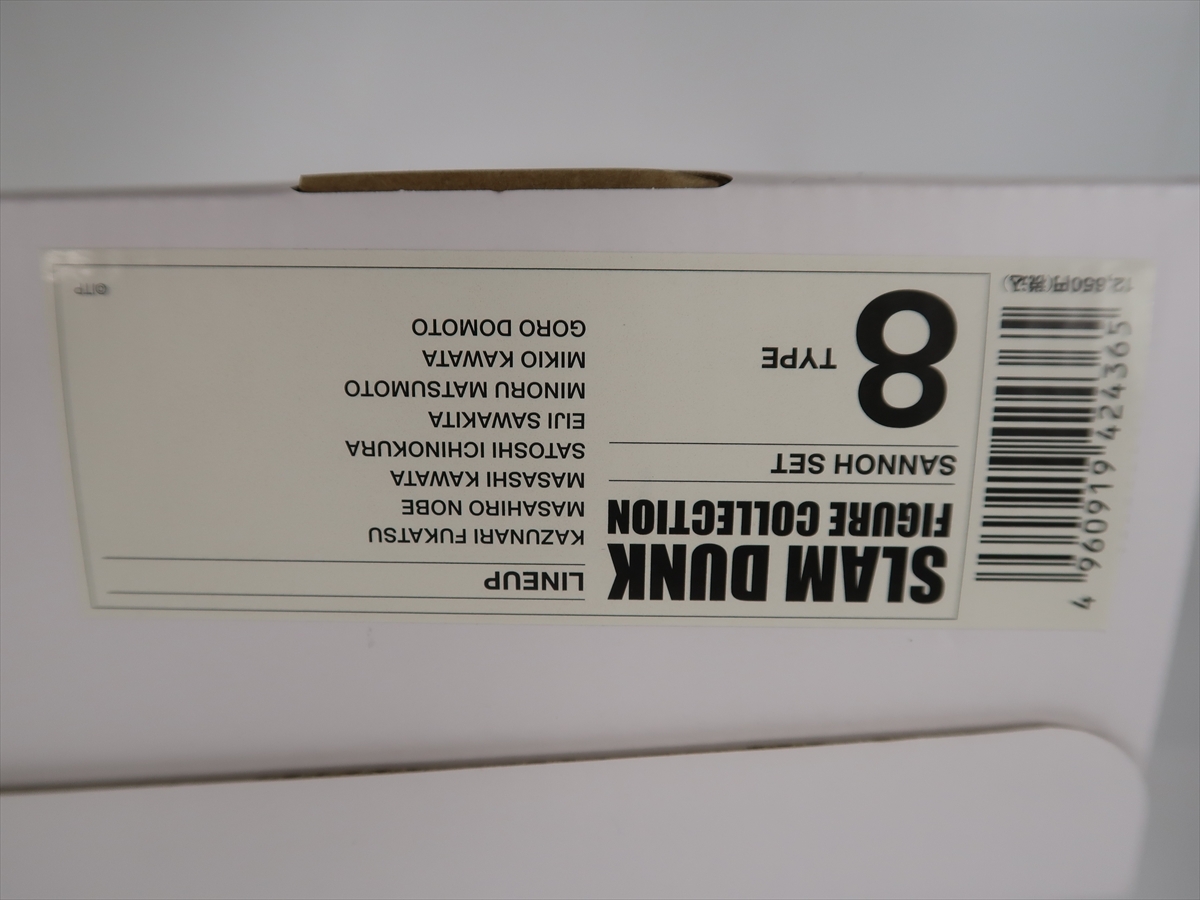 SLAM DUNK
FIGURE COLLECTION
SANNOH SET
8 TYPE
LINEUP
KAZUNARI FUKATSU
MASAHIRO NOBE
MASASHI KAWATA
SATOSHI ICHINOKURA
EIJI SAWAKITA
MINORU MATSUMOTO
MIKIO KAWATA
GORO DOMOTO
©ITP
4 960919 424365